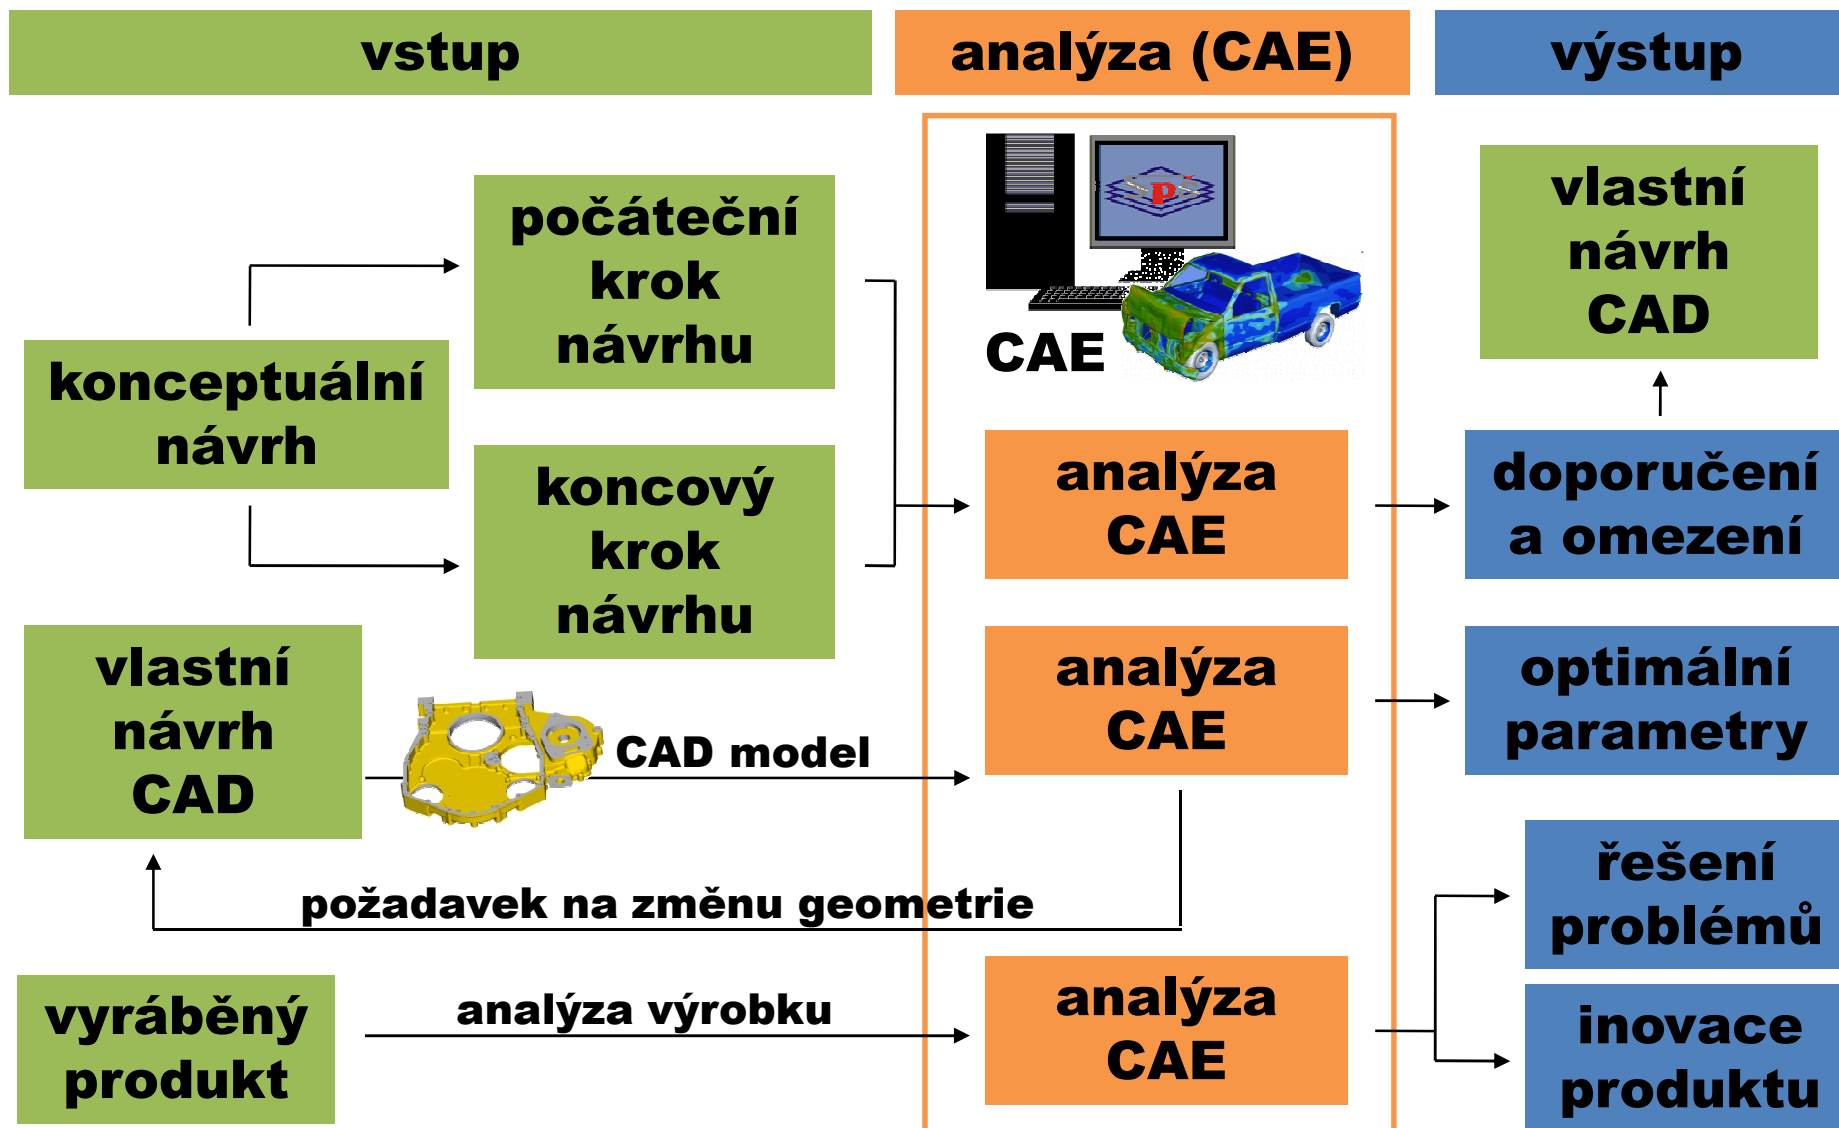 vstup
analýza (CAE)
výstup
počáteční
krok
návrhu
konceptuální
návrh
koncový
krok
návrhu
SPŠ
CAE
analýza
CAE
vlastní
návrh
CAD
doporučení
a omezení
vlastní
návrh
CAD
CAD model
analýza
CAE
optimální
parametry
požadavek na změnu geometrie
řešení
problémů
vyráběný
produkt
analýza výrobku
analýza
CAE
inovace
produktu